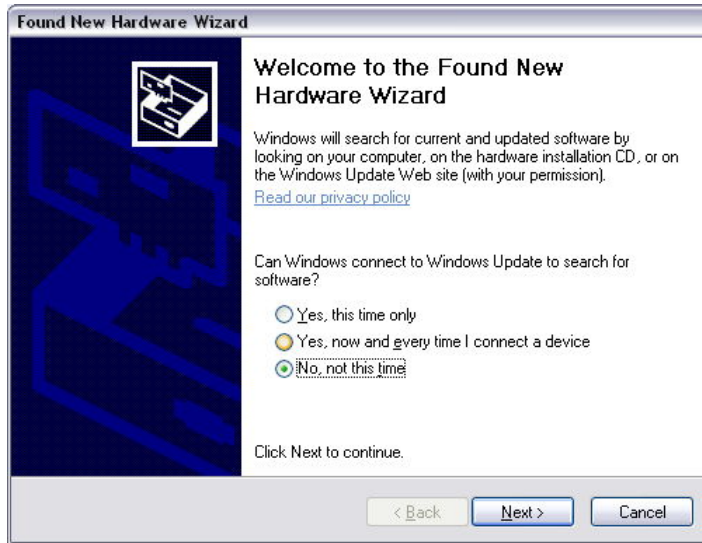 Found New Hardware Wizard
Welcome to the Found New
Hardware Wizard
Windows will search for current and updated software by
looking on your computer, on the hardware installation CD, or on
the Windows Update Web site (with your permission).
Read our privacy policy
Can Windows connect to Windows Update to search for
software?
Yes, this time only
Yes, now and every time I connect a device
No, not this time
Click Next to continue.
< Back
Next >
Cancel